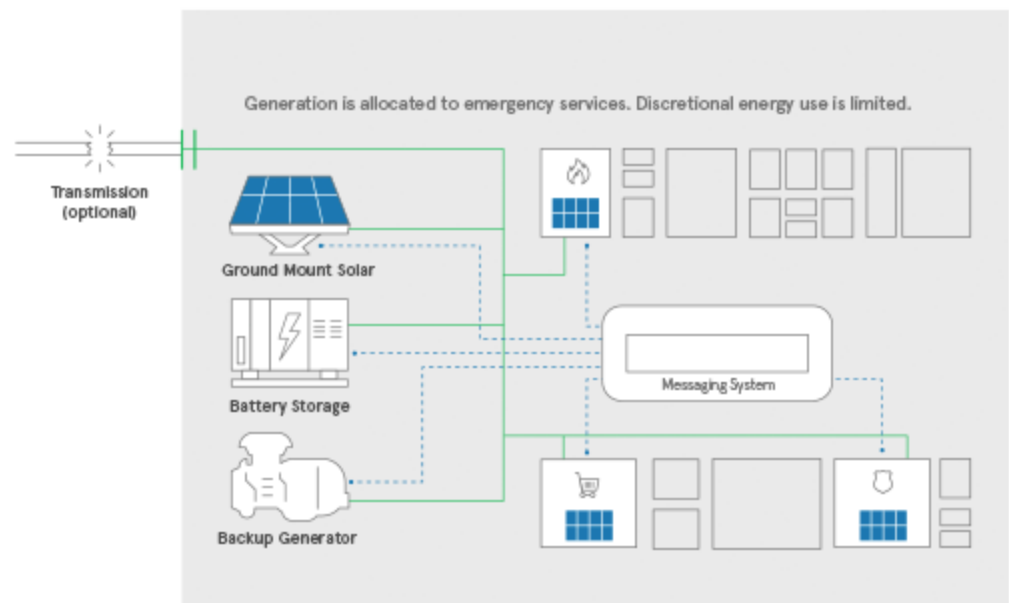 Generation is allocated to emergency services. Discretional energy use is limited.
Transmission
(optional)
Ground Mount Solar
Battery Storage
Messaging System
Backup Generator